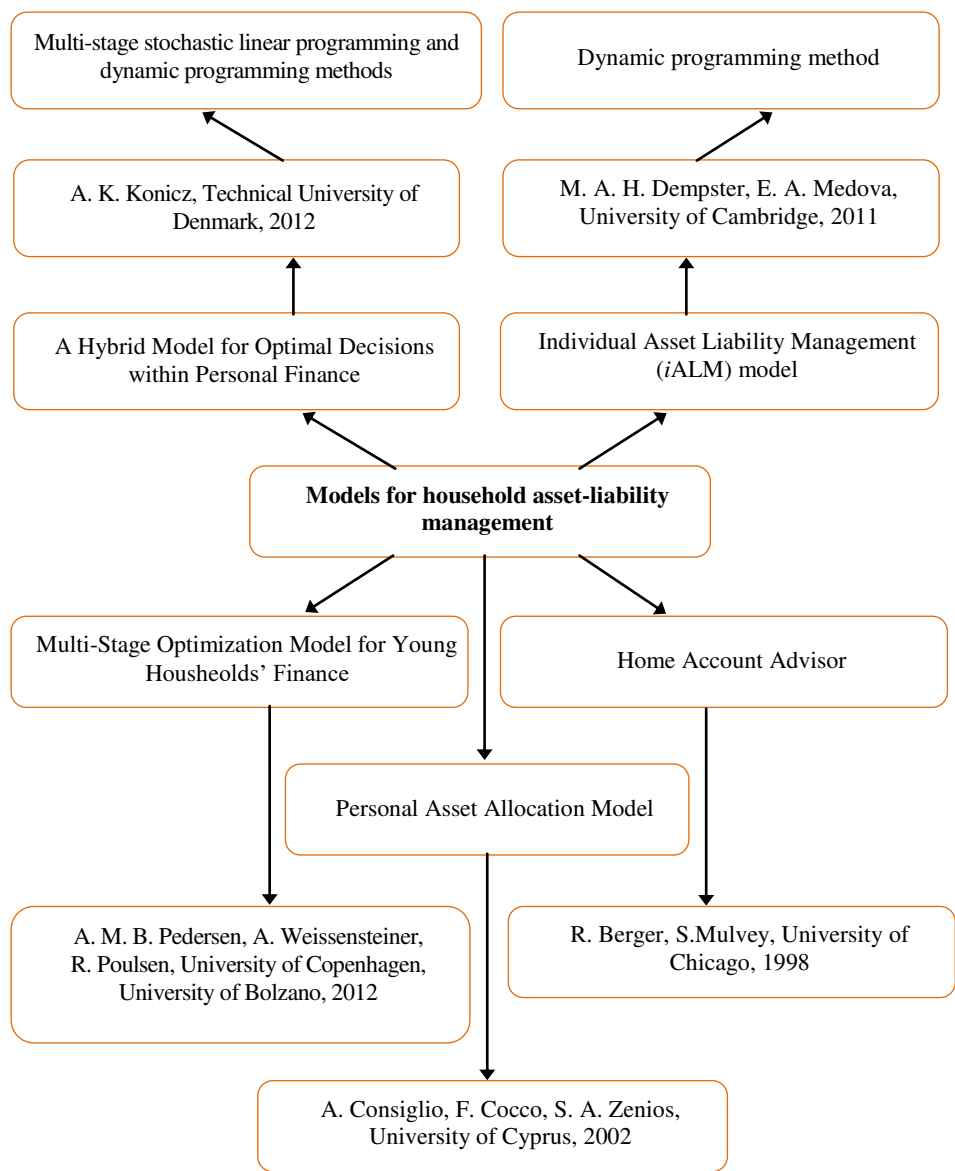 Multi-stage stochastic linear programming and
dynamic programming methods
Dynamic programming method
A. K. Konicz, Technical University of
Denmark, 2012
M. A. H. Dempster, E. A. Medova,
University of Cambridge, 2011
A Hybrid Model for Optimal Decisions
within Personal Finance
Individual Asset Liability Management
(iALM) model
Models for household asset-liability
management
Multi-Stage Optimization Model for Young
Housheolds’ Finance
Home Account Advisor
Personal Asset Allocation Model
A. M. B. Pedersen, A. Weissensteiner,
R. Poulsen, University of Copenhagen,
University of Bolzano, 2012
R. Berger, S.Mulvey, University of
Chicago, 1998
A. Consiglio, F. Cocco, S. A. Zenios,
University of Cyprus, 2002